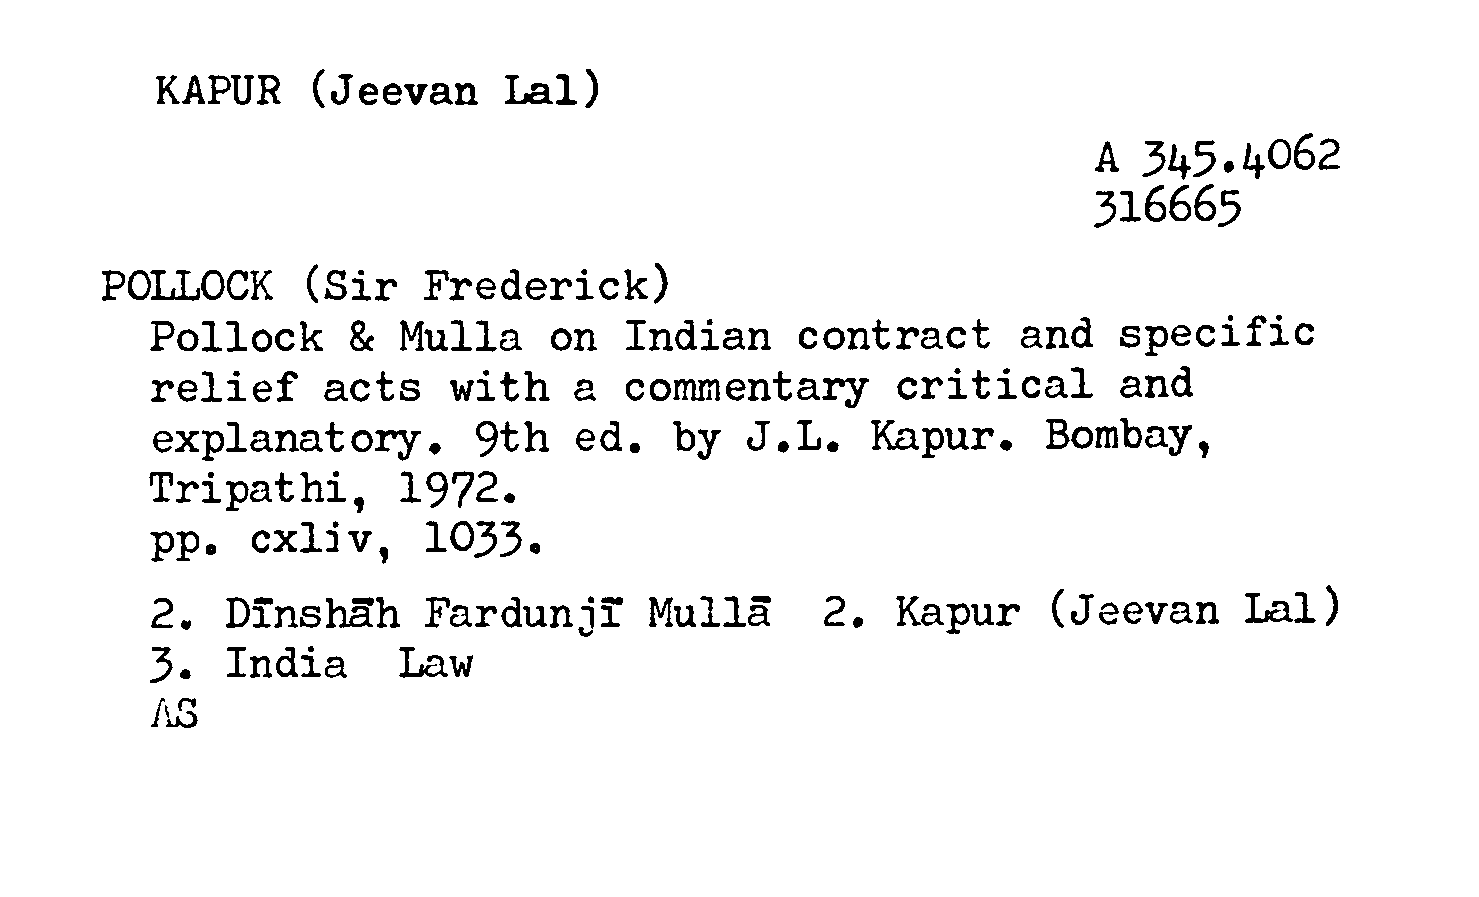 KAPUR (Jeevan Lal)
A 345.4062
316665
POLLOCK (Sir Frederick)
Pollock & Mulla on Indian contract and specific
relief acts with a commentary critical and
explanatory. 9th ed. by J.L. Kapur. Bombay,
Tripathi, 1972.
pp. cxliv, 1033.
2. Dīnshāh Fardunjī Mullā  2. Kapur (Jeevan Lal)
3. India  Law
AS